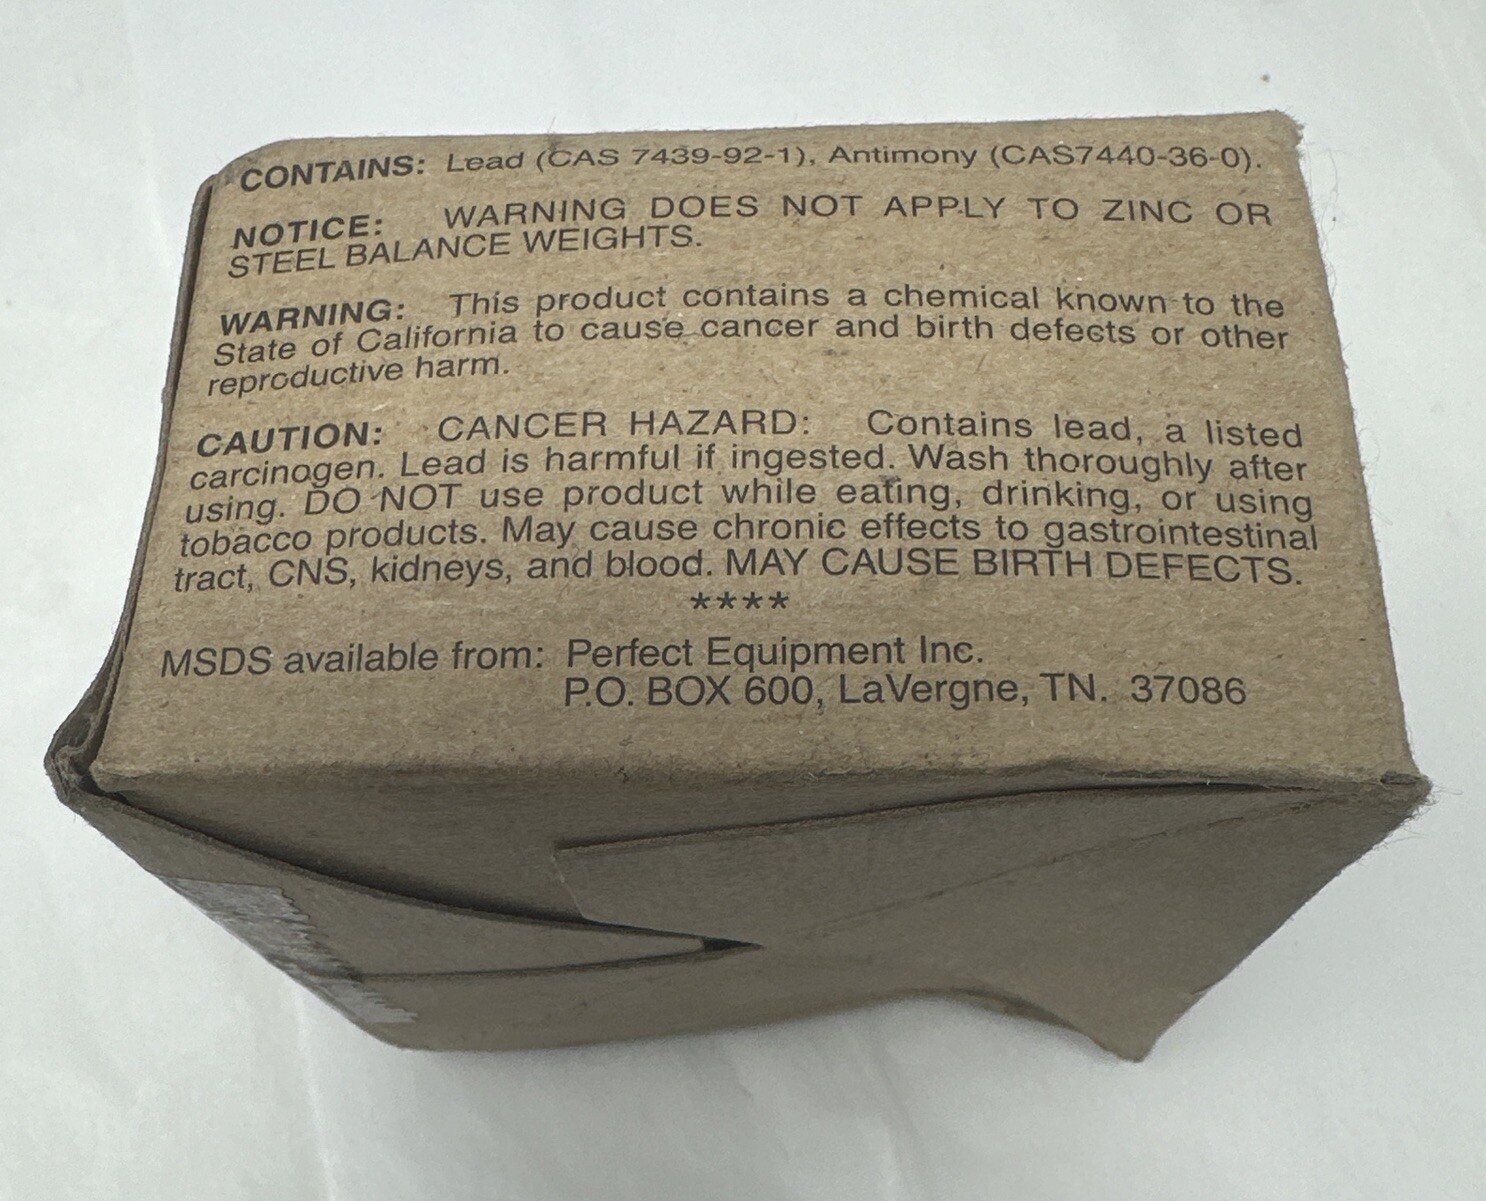 CONTAINS: Lead (CAS 7439-92-1), Antimony (CAS7440-36-0).
NOTICE: WARNING DOES NOT APPLY TO ZINC OR
STEEL BALANCE WEIGHTS.
WARNING: This product contains a chemical known to the
State of California to cause cancer and birth defects or other
reproductive harm.
CAUTION: CANCER HAZARD: Contains lead, a listed
carcinogen. Lead is harmful if ingested. Wash thoroughly after
using. DO NOT use product while eating, drinking, or using
tobacco products. May cause chronic effects to gastrointestinal
tract, CNS, kidneys, and blood. MAY CAUSE BIRTH DEFECTS.
****
MSDS available from: Perfect Equipment Inc.
P.O. BOX 600, LaVergne, TN. 37086